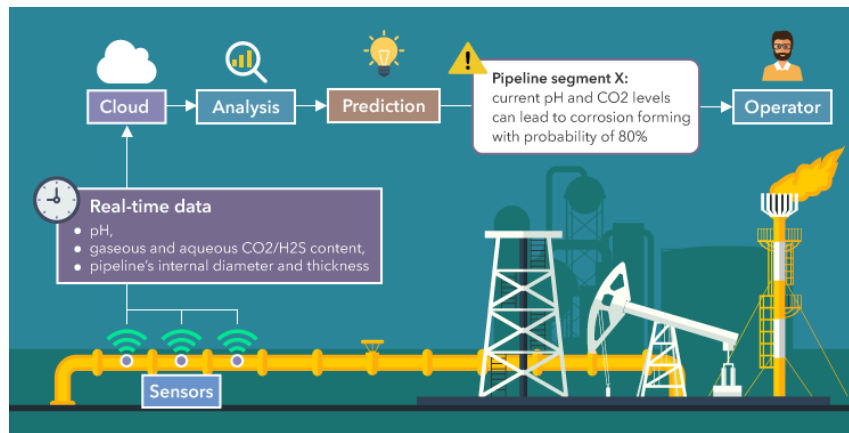 Cloud
Analysis
Prediction
Pipeline segment X:
current pH and CO2 levels
can lead to corrosion forming
with probability of 80%
Operator
Real-time data
pH,
gaseous and aqueous CO2/H2S content,
pipeline's internal diameter and thickness
Sensors